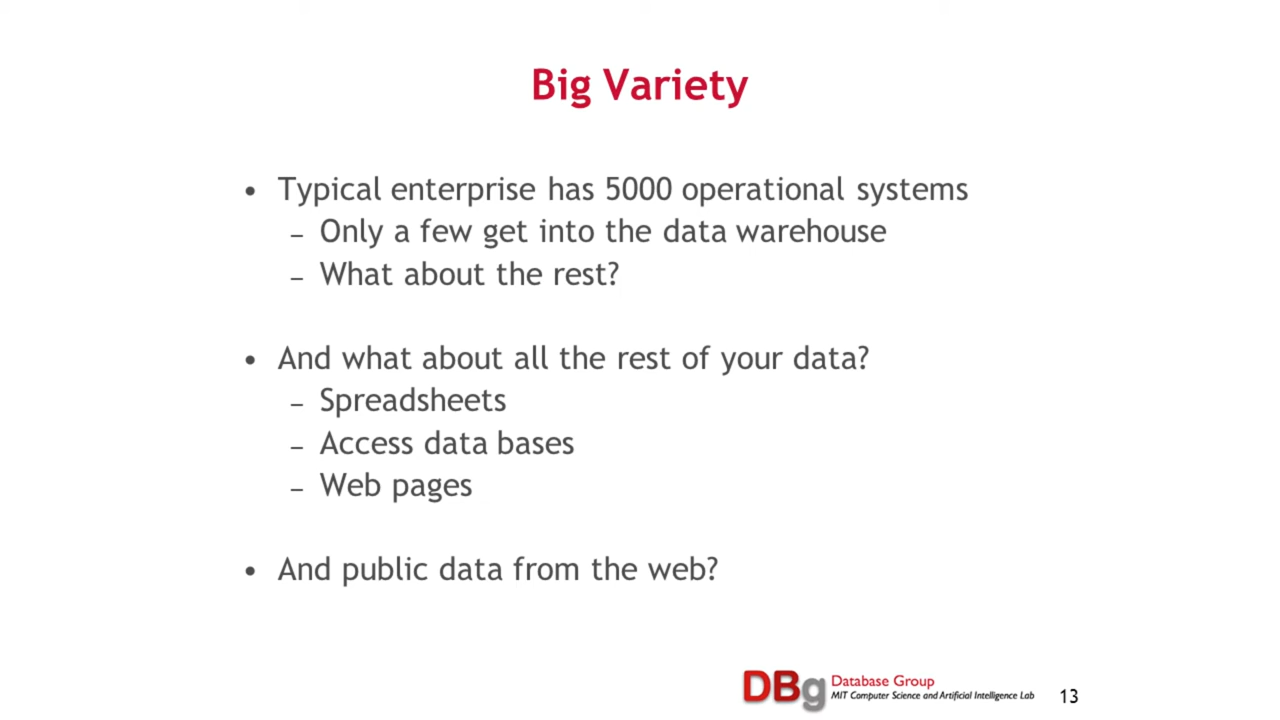 Big Variety
• Typical enterprise has 5000 operational systems
– Only a few get into the data warehouse
– What about the rest?
• And what about all the rest of your data?
– Spreadsheets
– Access data bases
– Web pages
• And public data from the web?
DBg Database Group
MIT Computer Science and Artificial Intelligence Lab
13